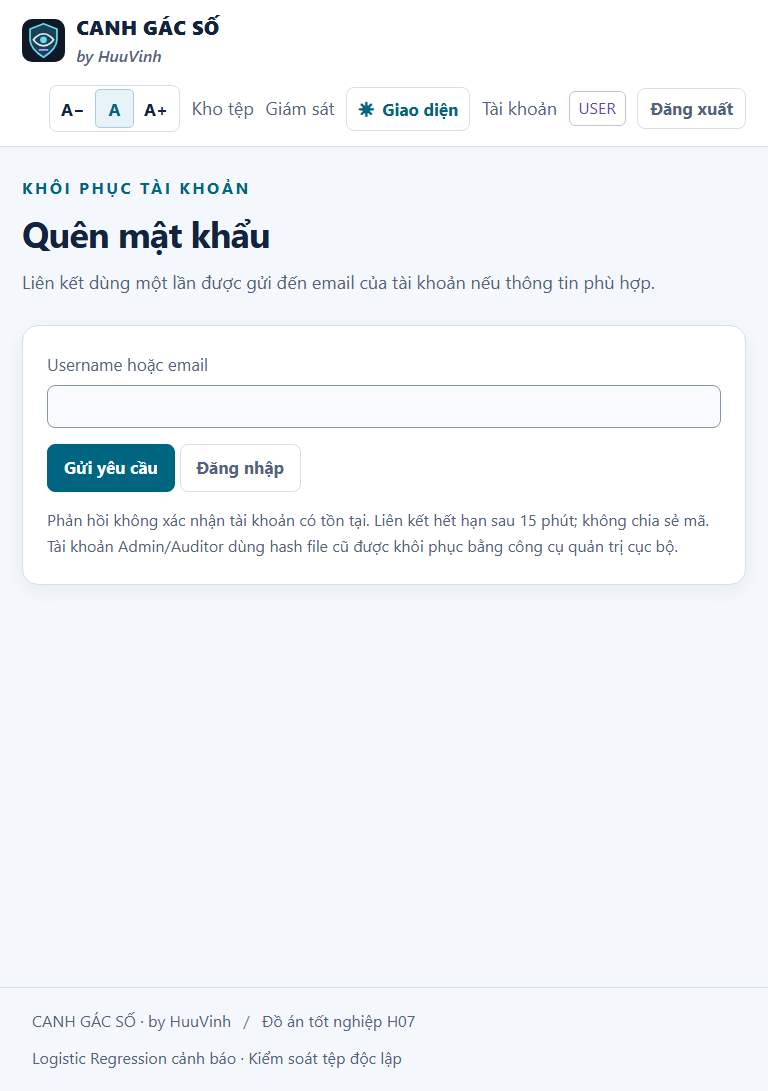 CANH GÁC SỐ
by HuuVinh
A− A A+ Kho tệp Giám sát Giao diện Tài khoản USER Đăng xuất
KHÔI PHỤC TÀI KHOẢN
Quên mật khẩu
Liên kết dùng một lần được gửi đến email của tài khoản nếu thông tin phù hợp.
Username hoặc email
Gửi yêu cầu Đăng nhập
Phản hồi không xác nhận tài khoản có tồn tại. Liên kết hết hạn sau 15 phút; không chia sẻ mã.
Tài khoản Admin/Auditor dùng hash file cũ được khôi phục bằng công cụ quản trị cục bộ.
CANH GÁC SỐ · by HuuVinh / Đồ án tốt nghiệp H07
Logistic Regression cảnh báo · Kiểm soát tệp độc lập